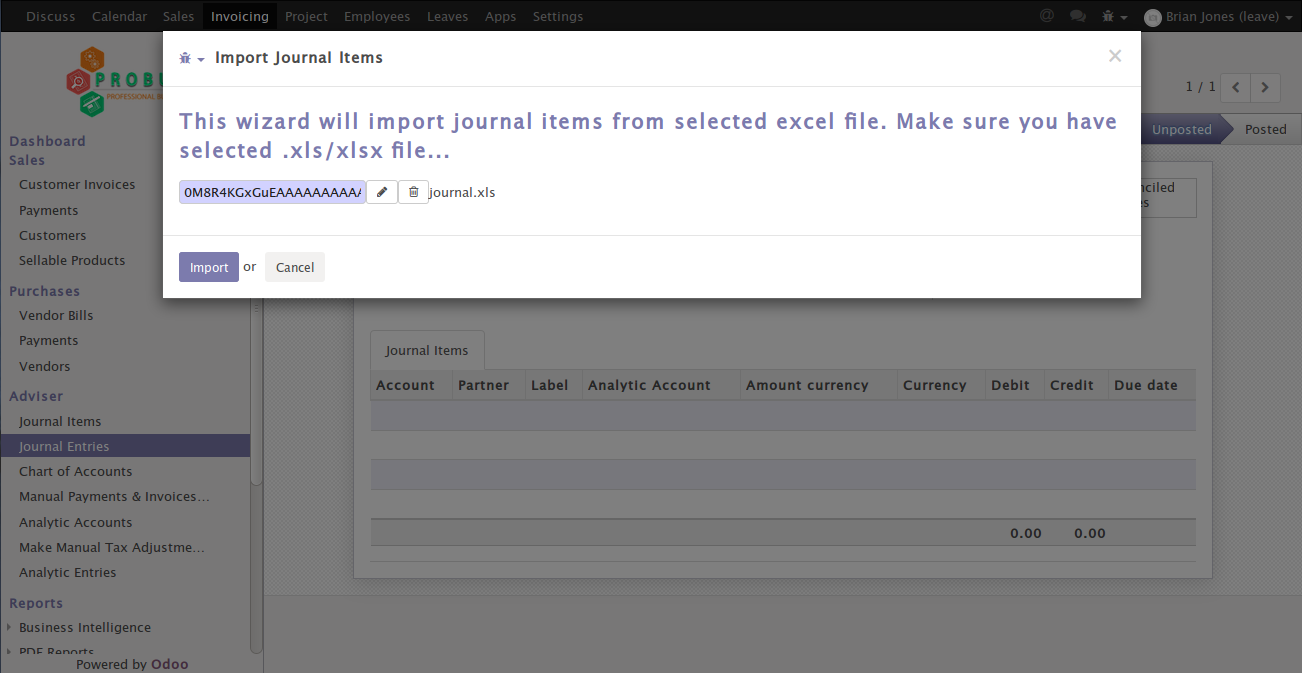 Discuss Calendar Sales Invoicing Project Employees Leaves Apps Settings @ Brian Jones (leave)
Import Journal Items ×
This wizard will import journal items from selected excel file. Make sure you have
selected .xls/xlsx file...
0M8R4KGxGuEAAAAAAAAAA journal.xls
Import or Cancel
1 / 1
Unposted Posted
Dashboard
Sales
Customer Invoices
Payments
Customers
Sellable Products
Purchases
Vendor Bills
Payments
Vendors
Adviser
Journal Items
Journal Entries
Chart of Accounts
Manual Payments & Invoices...
Analytic Accounts
Make Manual Tax Adjustme...
Analytic Entries
Reports
Business Intelligence
PDF Reports
Powered by Odoo
Journal Items
Account Partner Label Analytic Account Amount currency Currency Debit Credit Due date
0.00 0.00